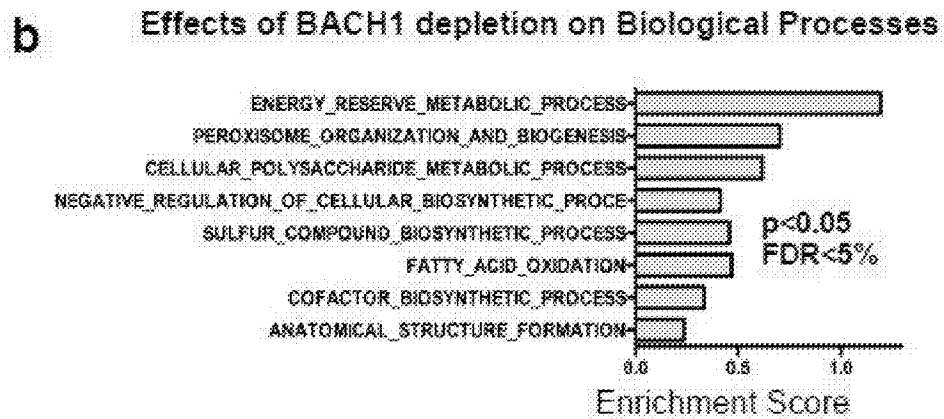 b
Effects of BACH1 depletion on Biological Processes
ENERGY_RESERVE_METABOLIC_PROCESS
PEROXISOME_ORGANIZATION_AND_BIOGENESIS
CELLULAR_POLYSACCHARIDE_METABOLIC_PROCESS
NEGATIVE_REGULATION_OF_CELLULAR_BIOSYNTHETIC_PROCE
SULFUR_COMPOUND_BIOSYNTHETIC_PROCESS
FATTY_ACID_OXIDATION
COFACTOR_BIOSYNTHETIC_PROCESS
ANATOMICAL_STRUCTURE_FORMATION
p<0.05
FDR<5%
0.0 0.5 1.0
Enrichment Score